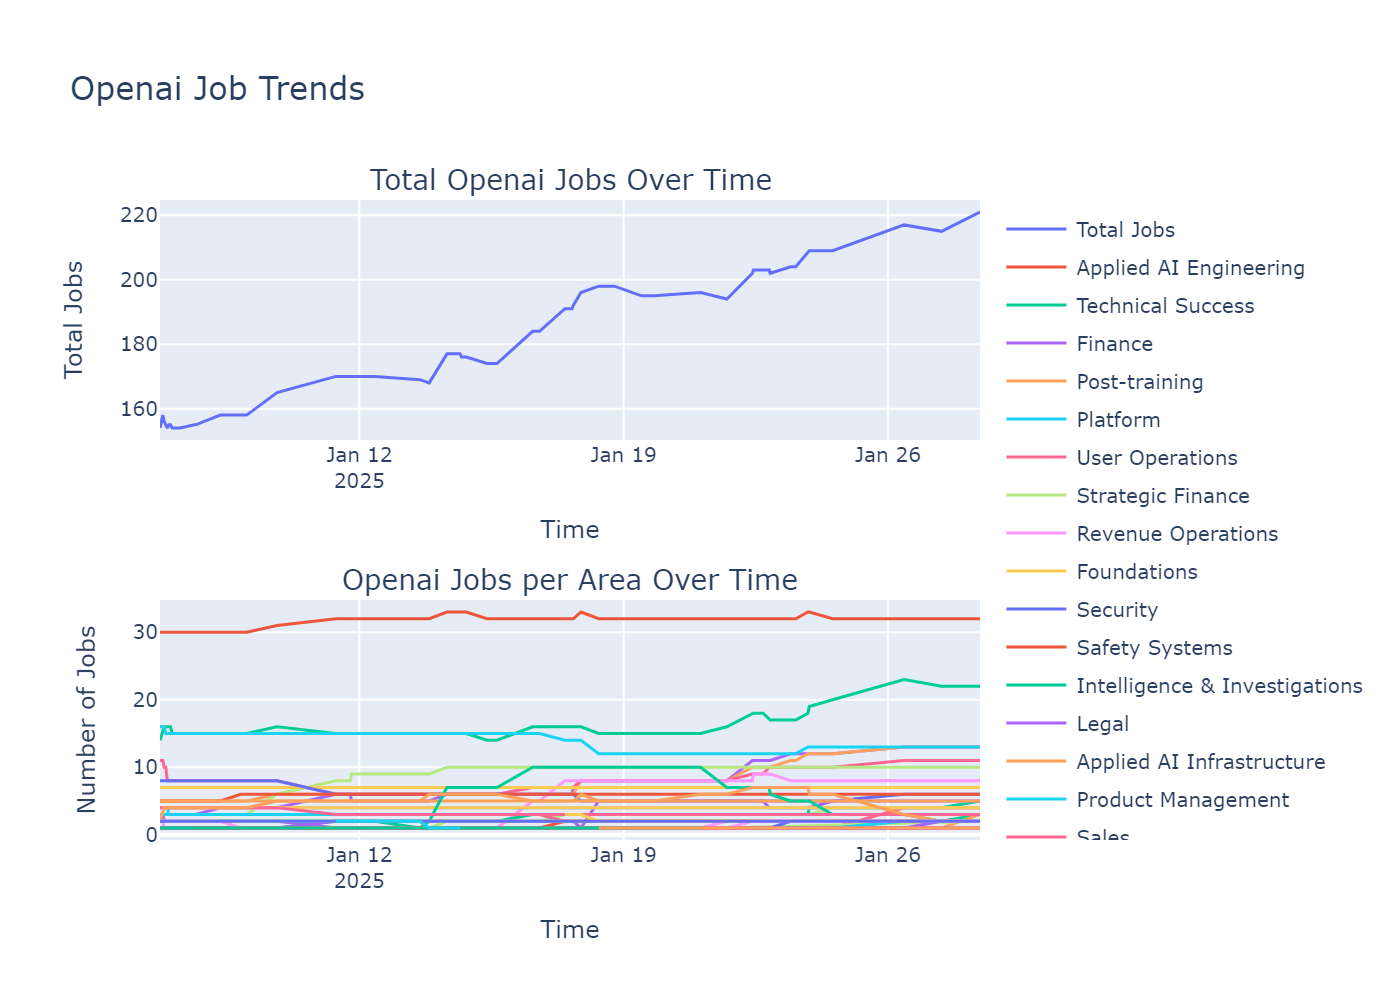 Openai Job Trends
Total Openai Jobs Over Time
Total Jobs
220
200
180
160
Jan 12
2025
Jan 19
Jan 26
Time
Openai Jobs per Area Over Time
Number of Jobs
30
20
10
0
Jan 12
2025
Jan 19
Jan 26
Time
Total Jobs
Applied AI Engineering
Technical Success
Finance
Post-training
Platform
User Operations
Strategic Finance
Revenue Operations
Foundations
Security
Safety Systems
Intelligence & Investigations
Legal
Applied AI Infrastructure
Product Management
Sales